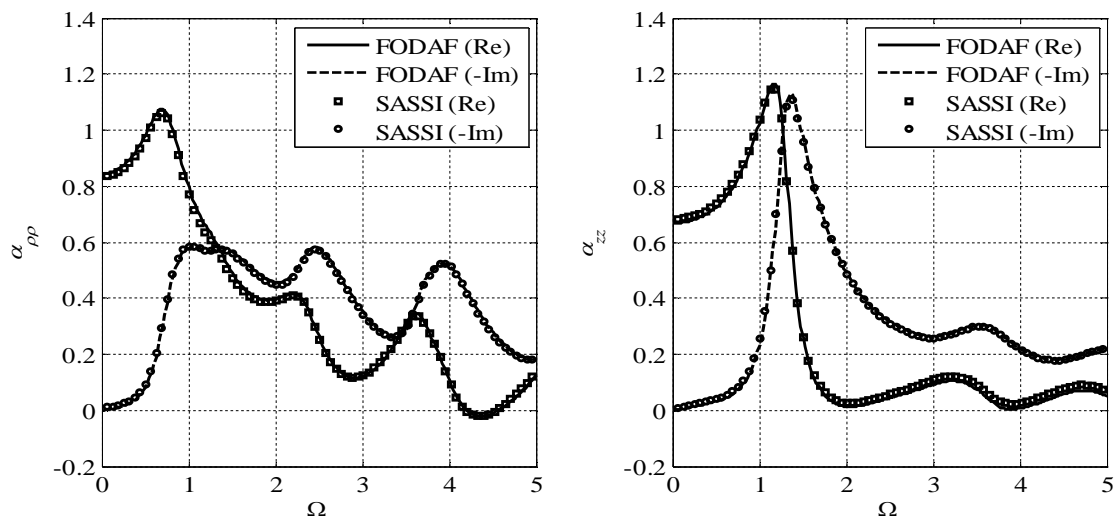 1.4
1.2
1
0.8
0.6
0.4
0.2
0
-0.2
α_ρρ
0 1 2 3 4 5
Ω
FODAF (Re)
FODAF (-Im)
SASSI (Re)
SASSI (-Im)
1.4
1.2
1
0.8
0.6
0.4
0.2
0
-0.2
α_zz
0 1 2 3 4 5
Ω
FODAF (Re)
FODAF (-Im)
SASSI (Re)
SASSI (-Im)